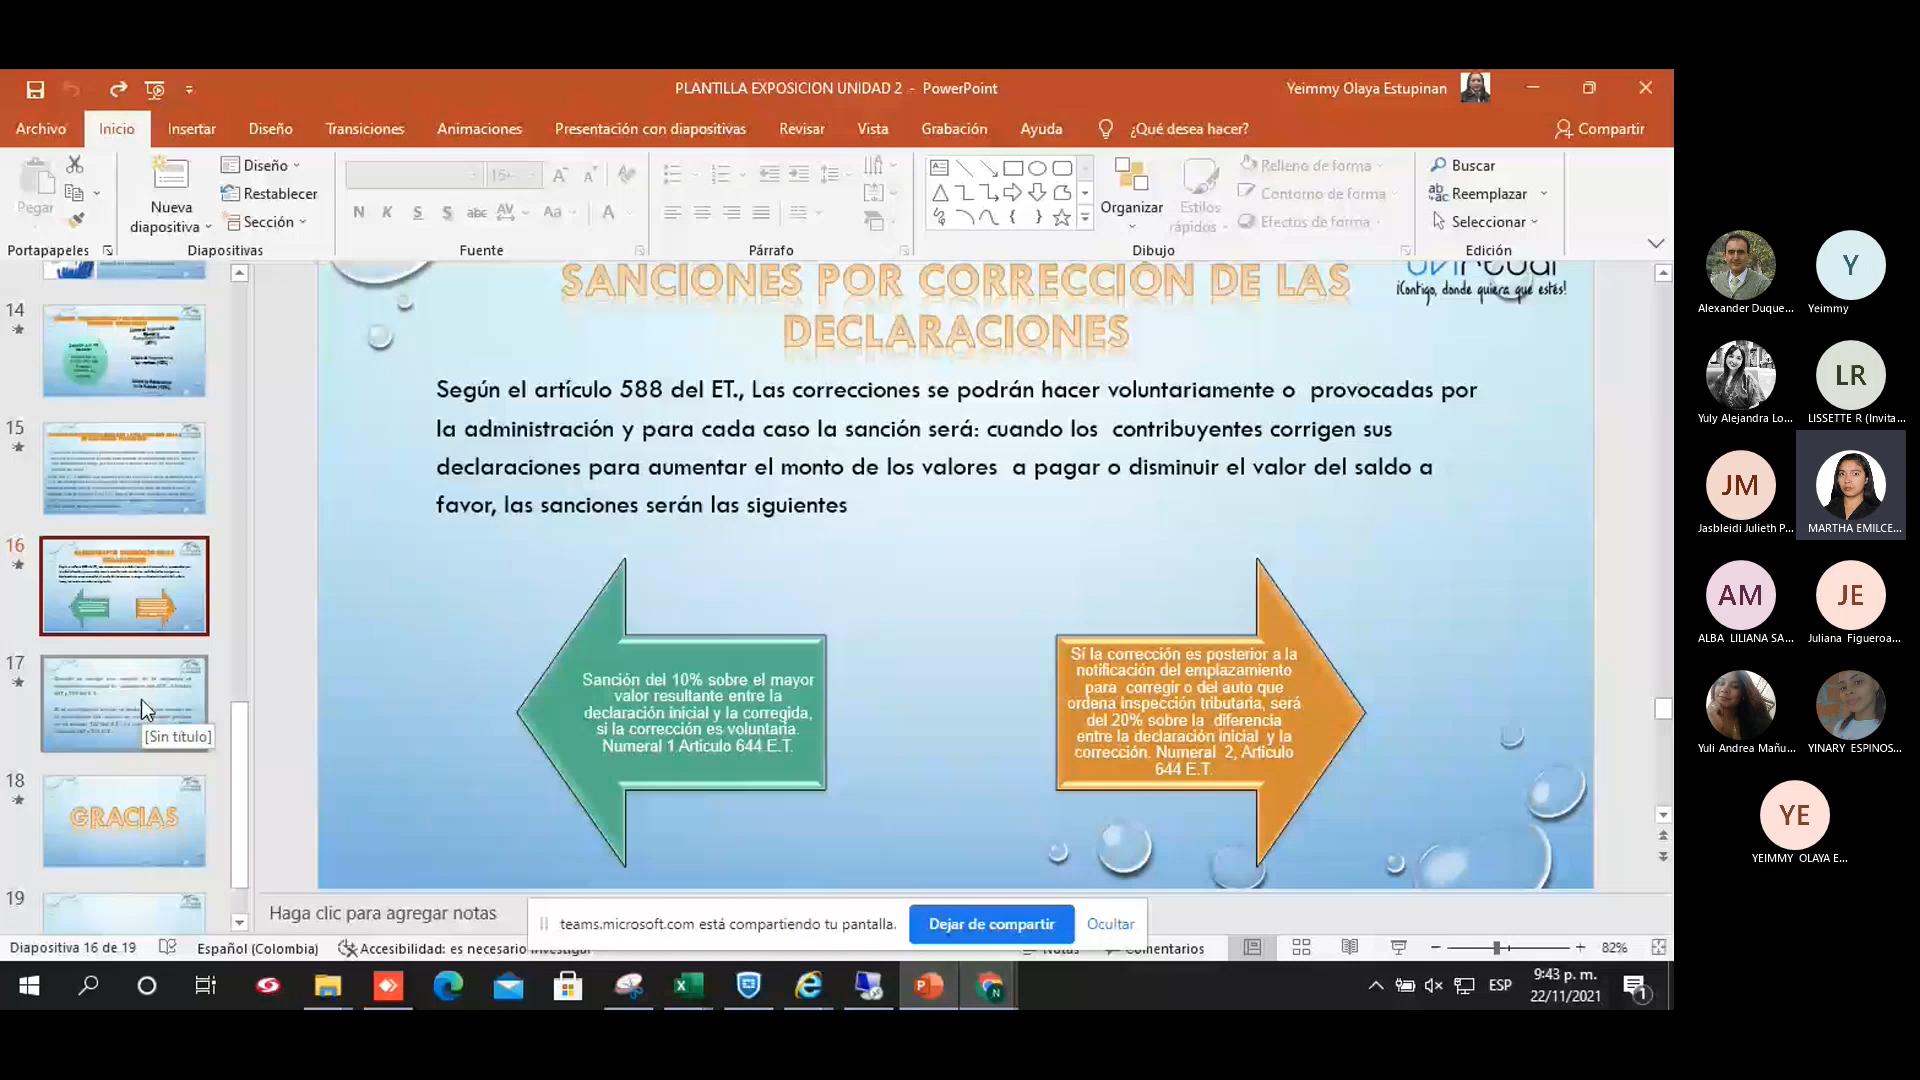 PLANTILLA EXPOSICION UNIDAD 2 - PowerPoint
Yeimmy Olaya Estupinan
Archivo
Inicio
Insertar
Diseño
Transiciones
Animaciones
Presentación con diapositivas
Revisar
Vista
Grabación
Ayuda
¿Qué desea hacer?
Compartir
Pegar
Nueva
diapositiva
Diseño
Restablecer
Sección
16+
N K S S abc AV Aa A
Organizar
Estilos
rápidos
Relleno de forma
Contorno de forma
Efectos de forma
Buscar
Reemplazar
Seleccionar
Portapapeles
Diapositivas
Fuente
Párrafo
Dibujo
Edición
14
15
16
17
[Sin título]
18
GRACIAS
19
SANCIONES POR CORRECCIÓN DE LAS
DECLARACIONES
¡Contigo, donde quiera que estés!
Según el artículo 588 del ET., Las correcciones se podrán hacer voluntariamente o provocadas por
la administración y para cada caso la sanción será: cuando los contribuyentes corrigen sus
declaraciones para aumentar el monto de los valores a pagar o disminuir el valor del saldo a
favor, las sanciones serán las siguientes
Sanción del 10% sobre el mayor
valor resultante entre la
declaración inicial y la corregida,
si la corrección es voluntaria.
Numeral 1 Articulo 644 E.T.
Sí la corrección es posterior a la
notificación del emplazamiento
para corregir o del auto que
ordena inspección tributaria, será
del 20% sobre la diferencia
entre la declaración inicial y la
corrección. Numeral 2, Articulo
644 E.T.
Haga clic para agregar notas
teams.microsoft.com está compartiendo tu pantalla.
Dejar de compartir
Ocultar
Diapositiva 16 de 19
Español (Colombia)
Accesibilidad: es necesario investigar
Notas
Comentarios
82%
ESP
9:43 p. m.
22/11/2021
1
Alexander Duque...
Y
Yeimmy
Yuly Alejandra Lo...
LR
LISSETTE R (Invita...
JM
Jasbleidi Julieth P...
MARTHA EMILCE...
AM
ALBA LILIANA SA...
JE
Juliana Figueroa...
Yuli Andrea Mañu...
YINARY ESPINOS...
YE
YEIMMY OLAYA E...